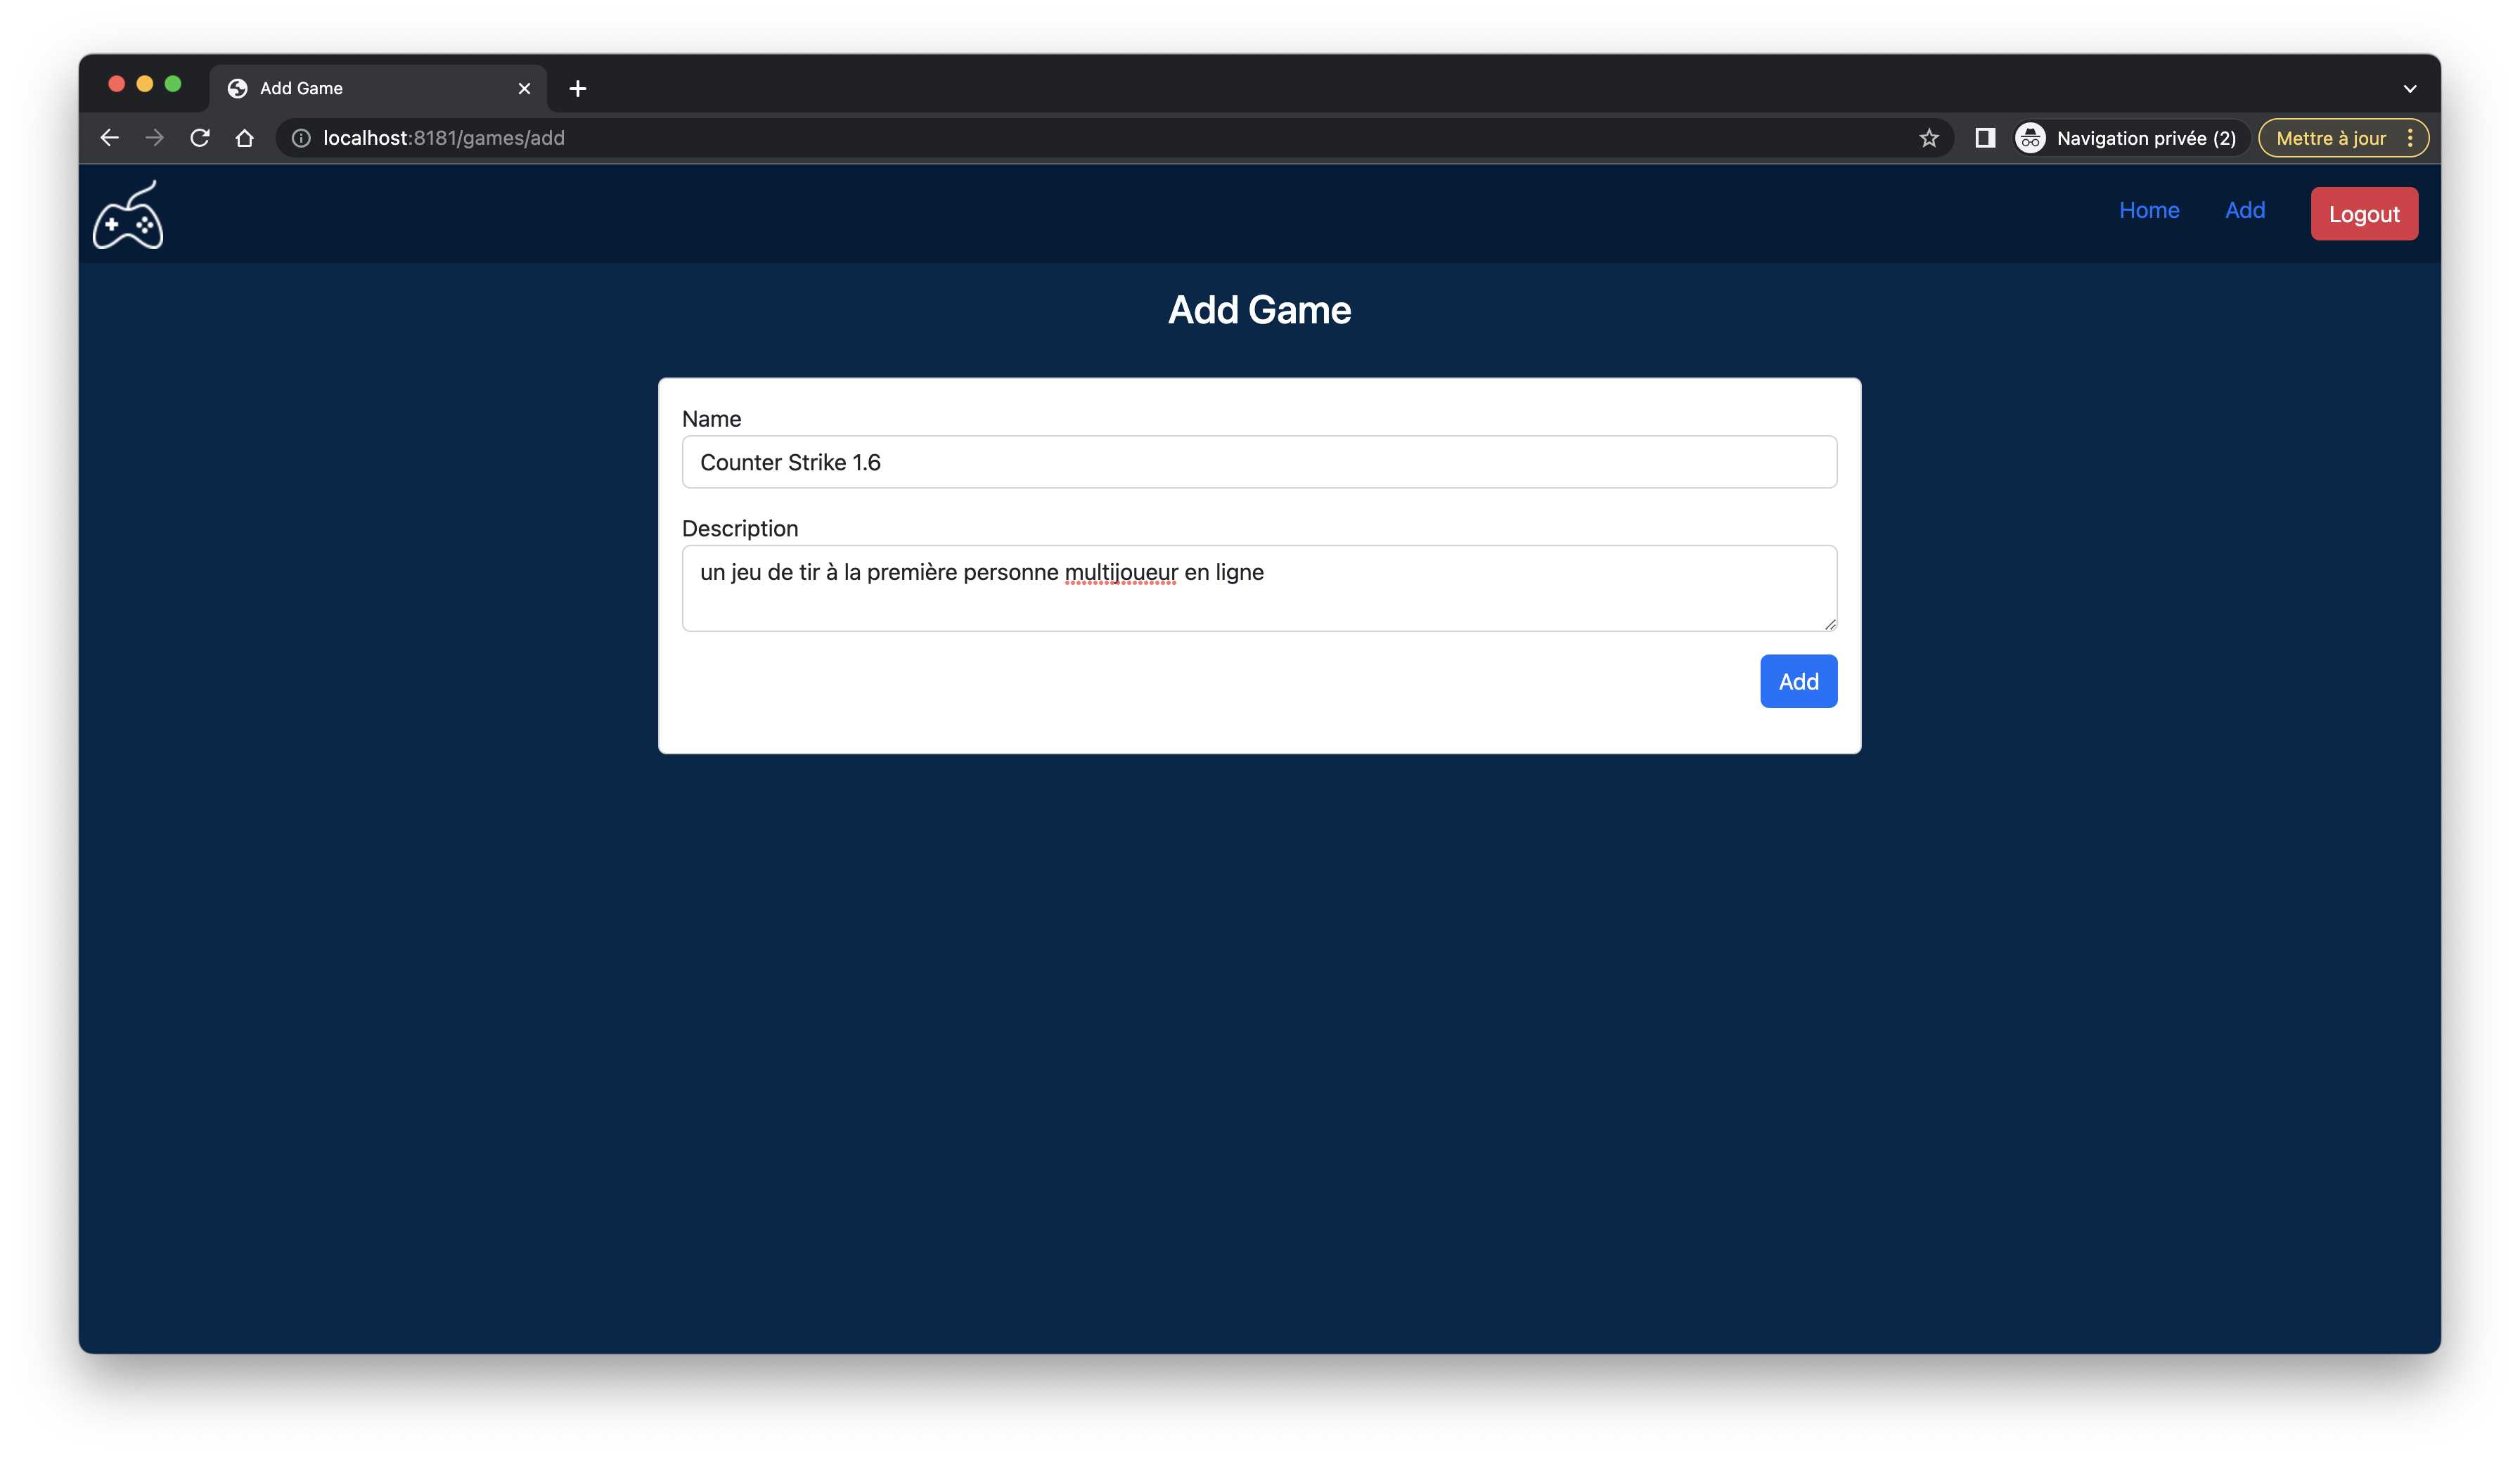 Add Game
localhost:8181/games/add
Navigation privée (2)
Mettre à jour
Home
Add
Logout
Add Game
Name
Counter Strike 1.6
Description
un jeu de tir à la première personne multijoueur en ligne
Add